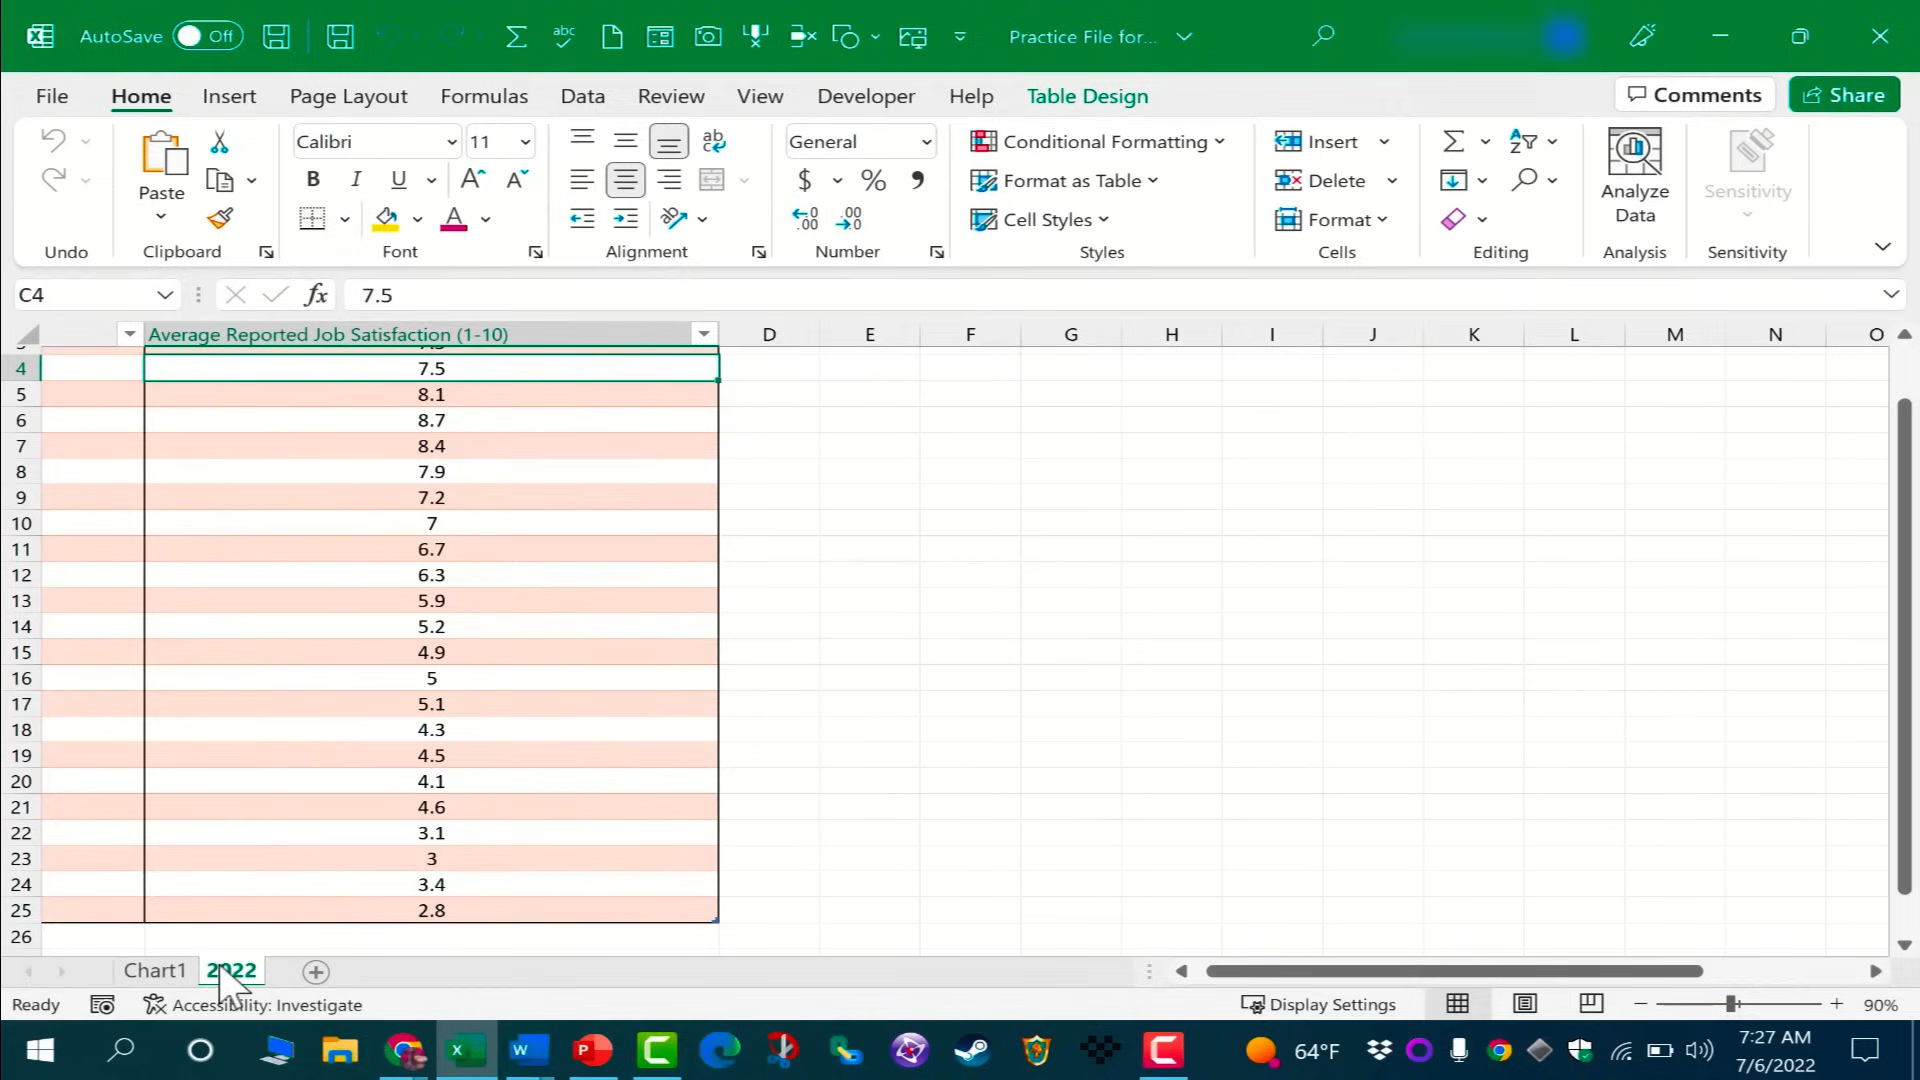 AutoSave Off Practice File for...
File Home Insert Page Layout Formulas Data Review View Developer Help Table Design Comments Share
Paste
Calibri 11
B I U
General
$ %
Conditional Formatting
Format as Table
Cell Styles
Insert
Delete
Format
Analyze
Data
Sensitivity
Undo Clipboard Font Alignment Number Styles Cells Editing Analysis Sensitivity
C4 fx 7.5
Average Reported Job Satisfaction (1-10) D E F G H I J K L M N O
4 7.5
5 8.1
6 8.7
7 8.4
8 7.9
9 7.2
10 7
11 6.7
12 6.3
13 5.9
14 5.2
15 4.9
16 5
17 5.1
18 4.3
19 4.5
20 4.1
21 4.6
22 3.1
23 3
24 3.4
25 2.8
26
Chart1 2022
Ready Accessibility: Investigate Display Settings 90%
64°F 7:27 AM
7/6/2022